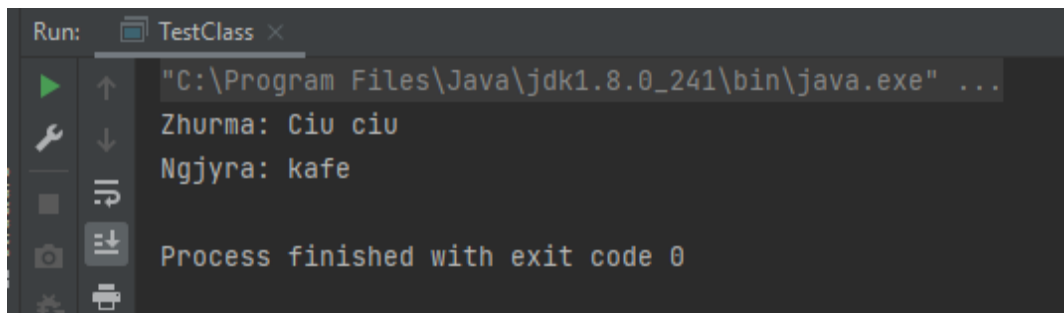 Run: TestClass
"C:\Program Files\Java\jdk1.8.0_241\bin\java.exe" ...
Zhurma: Ciu ciu
Ngjyra: kafe
Process finished with exit code 0